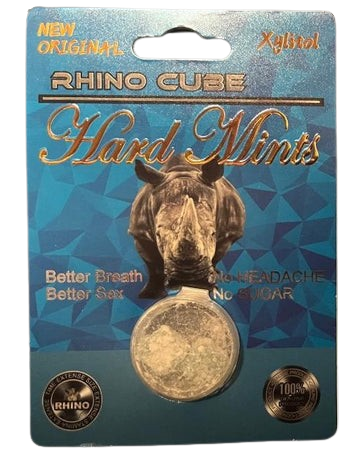 NEW
ORIGINAL
Xylitol
RHINO CUBE
Hard Mints
Better Breath
Better Sex
No HEADACHE
No SUGAR
RHINO
100%